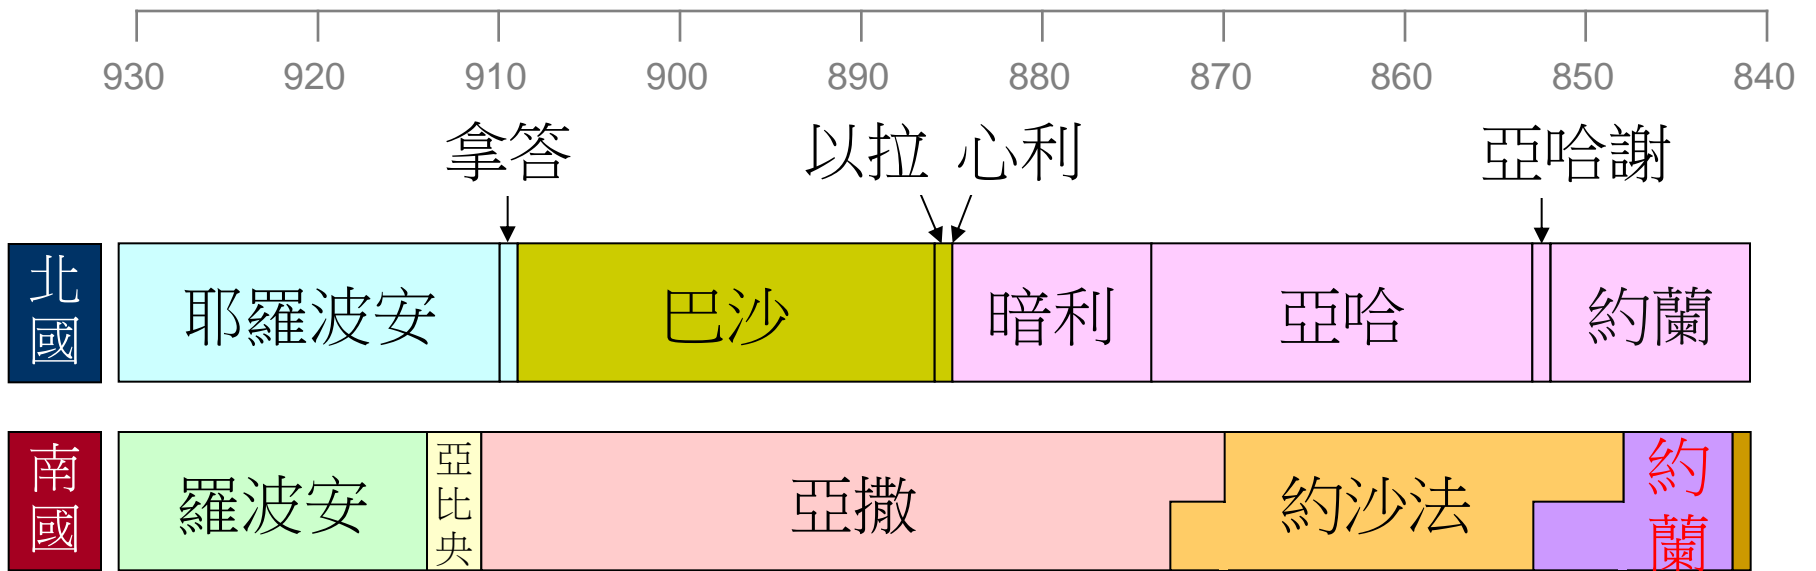 930 920 910 900 890 880 870 860 850 840
拿答 以拉 心利 亞哈謝
北國 耶羅波安 巴沙 暗利 亞哈 約蘭
南國 羅波安 亞比央 亞撒 約沙法 約蘭